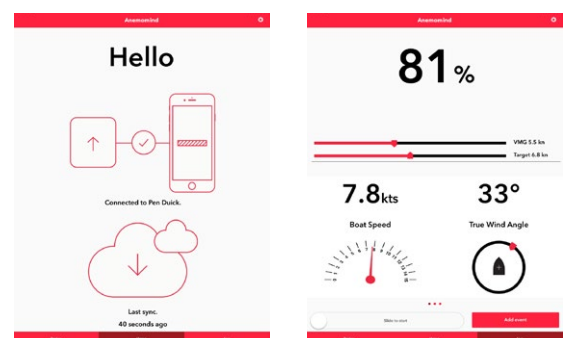 Anemomind
Hello
Connected to Pen Duick.
Last sync.
40 seconds ago
Anemomind
81%
VMG 5.5 kn
Target 6.8 kn
7.8kts
33°
Boat Speed
True Wind Angle
Slide to start
Add event